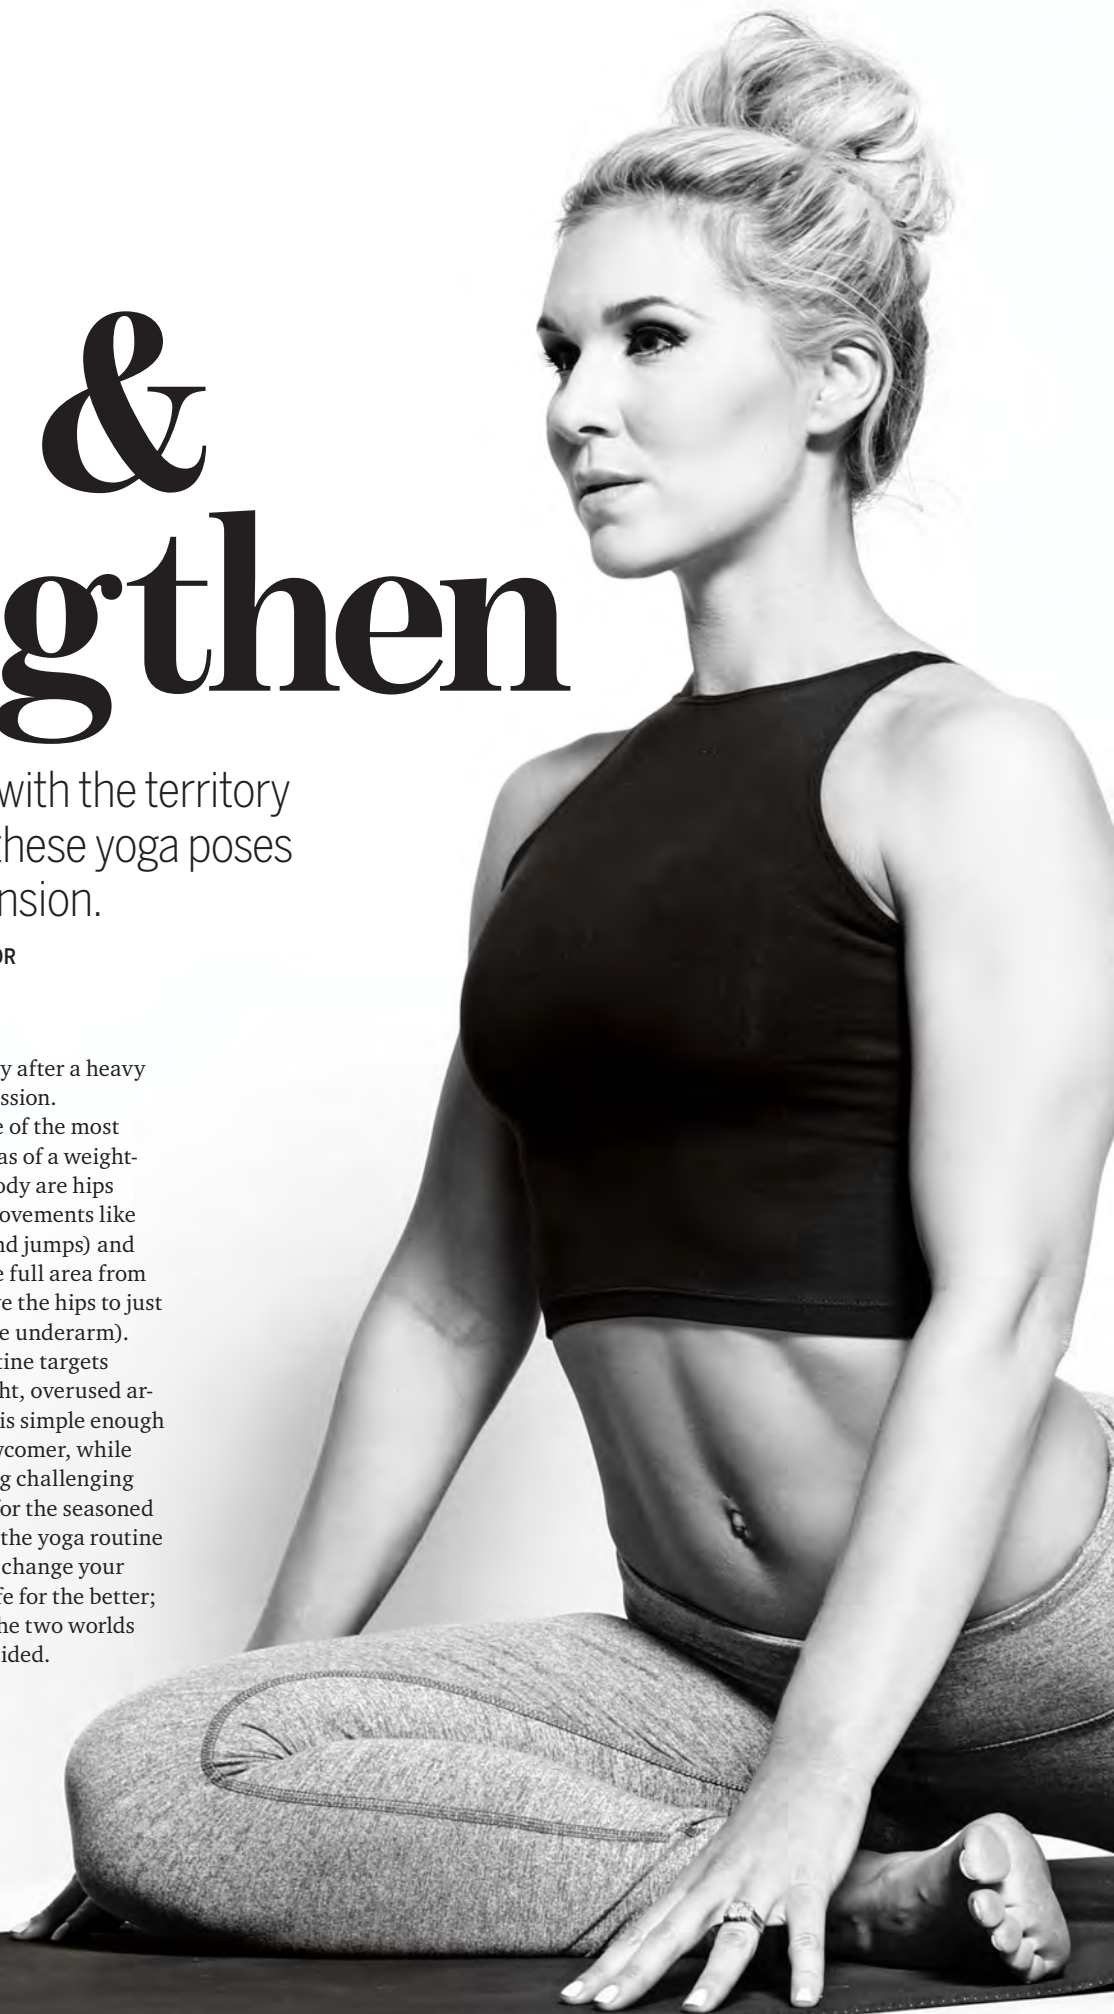 &
gthen
with the territory
these yoga poses
nsion.
OR
y after a heavy
ssion.
e of the most
as of a weight-
ody are hips
ovements like
nd jumps) and
e full area from
e the hips to just
e underarm).
tine targets
ht, overused ar-
is simple enough
wcomer, while
g challenging
for the seasoned
the yoga routine
change your
fe for the better;
he two worlds
ided.